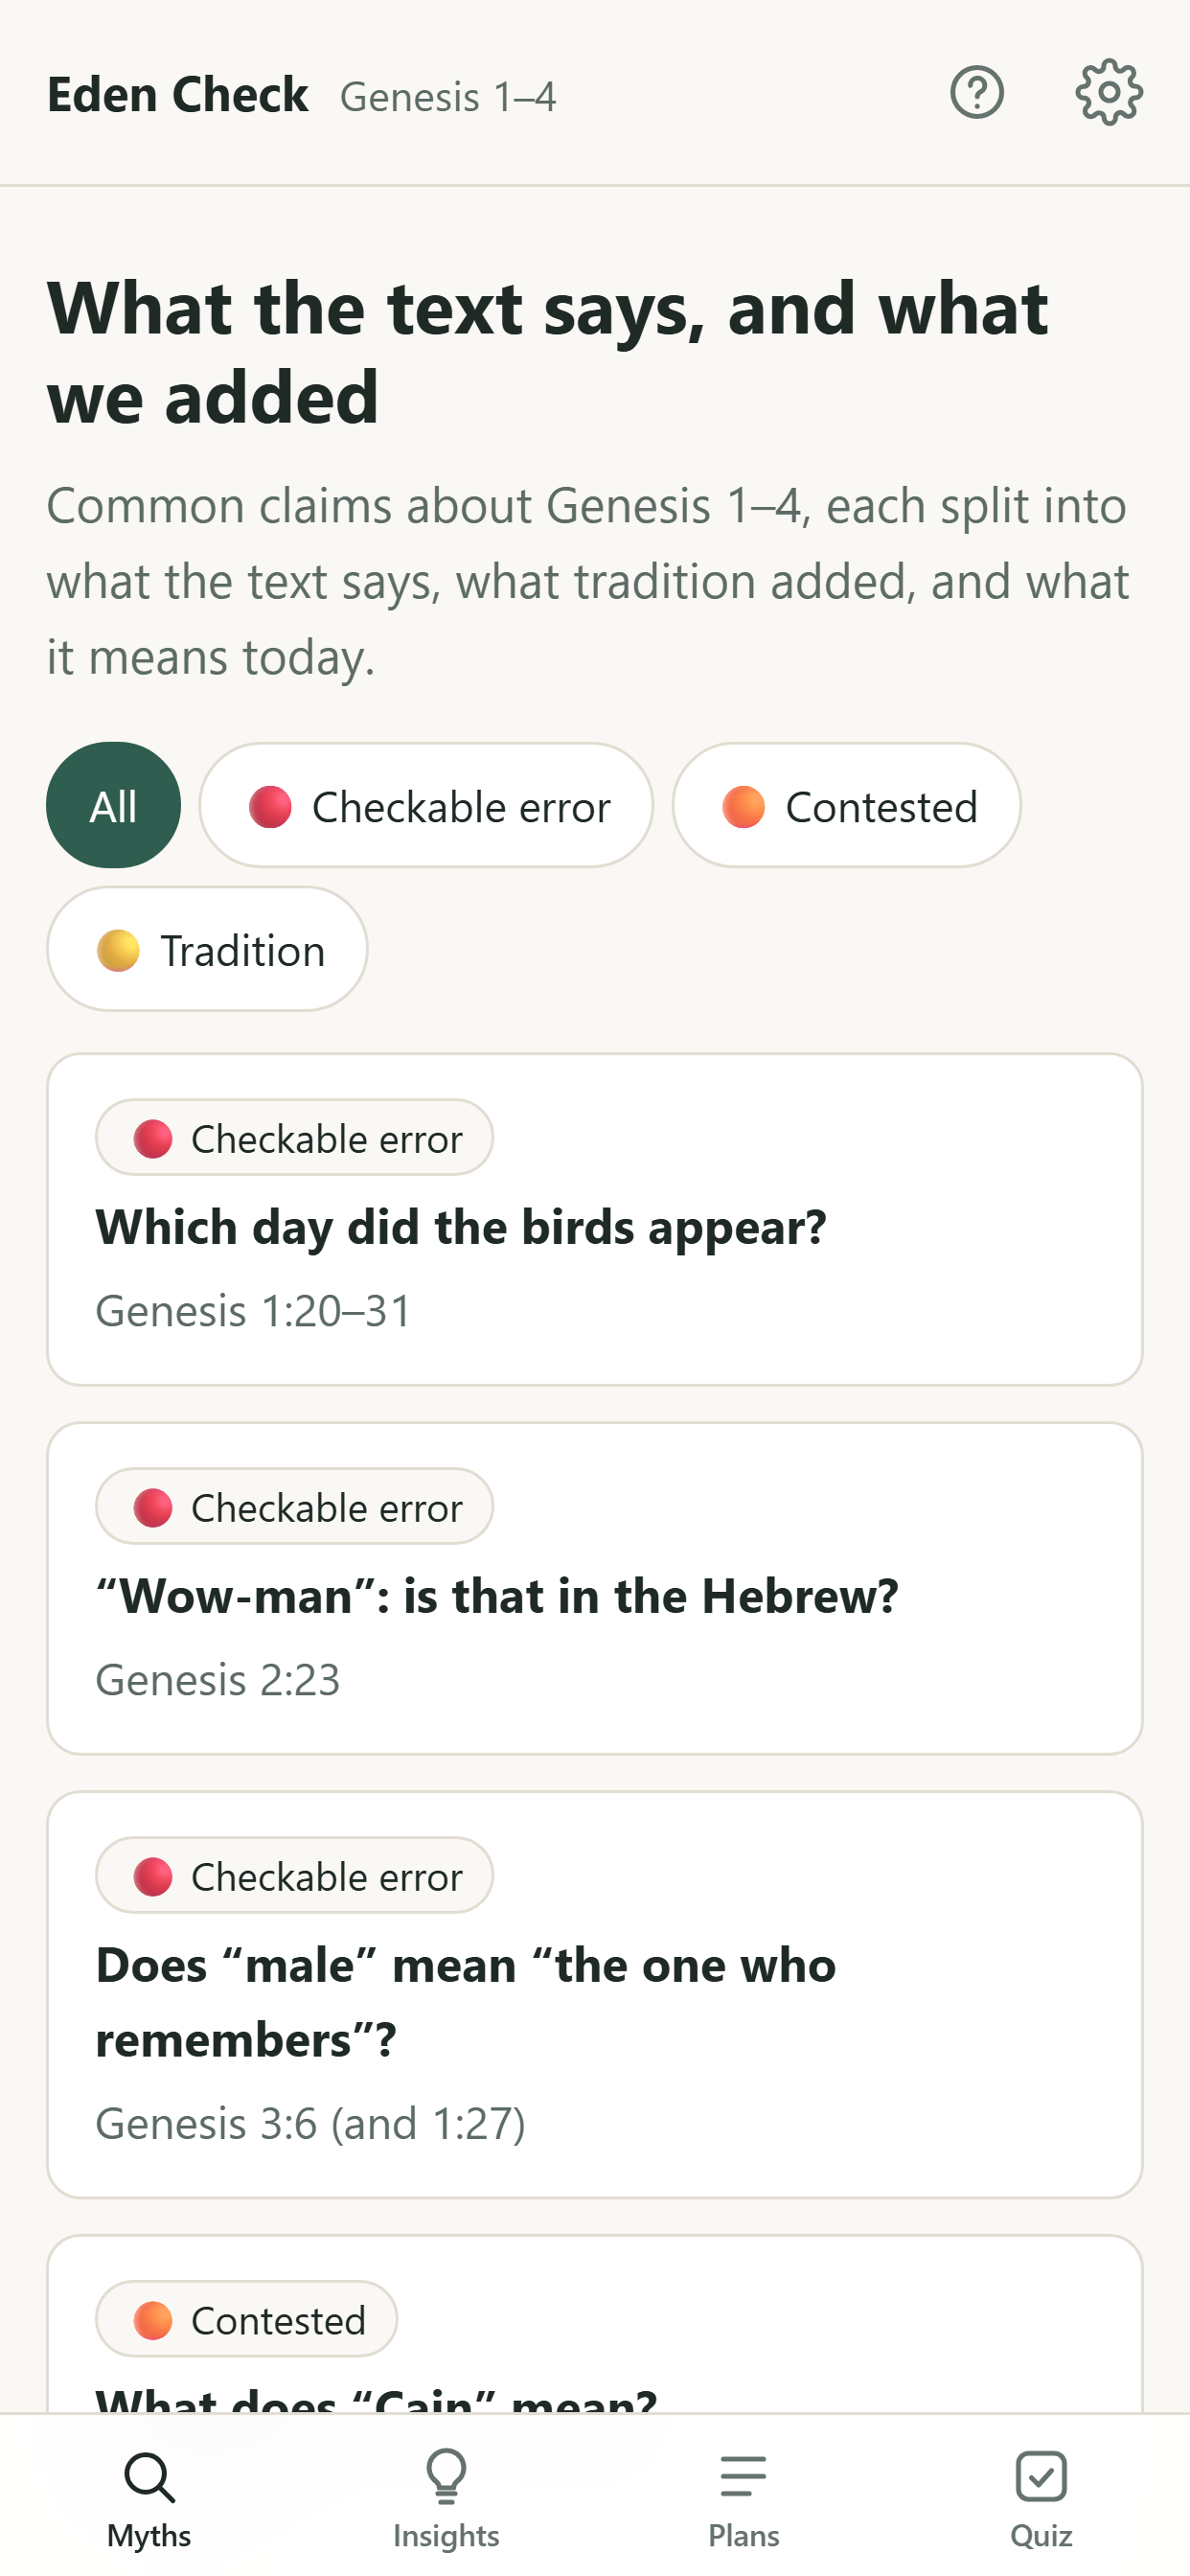 Eden Check Genesis 1–4
What the text says, and what
we added
Common claims about Genesis 1–4, each split into
what the text says, what tradition added, and what
it means today.
All Checkable error Contested
Tradition
Checkable error
Which day did the birds appear?
Genesis 1:20–31
Checkable error
“Wow-man”: is that in the Hebrew?
Genesis 2:23
Checkable error
Does “male” mean “the one who
remembers”?
Genesis 3:6 (and 1:27)
Contested
What does “Cain” mean?
Myths Insights Plans Quiz